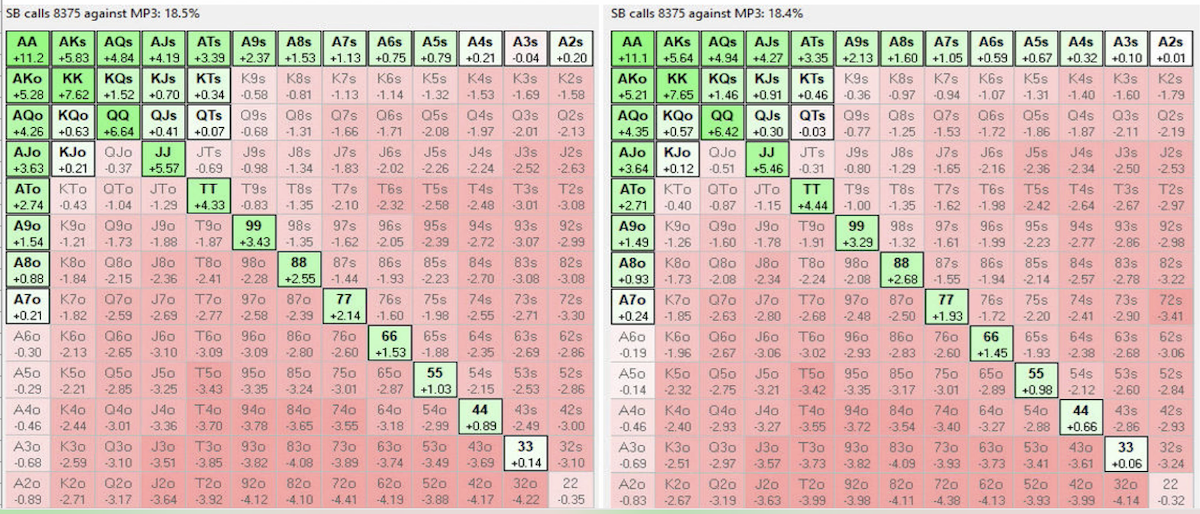 SB calls 8375 against MP3: 18.5%
AA AKs AQs AJs ATs A9s A8s A7s A6s A5s A4s A3s A2s
+11.2 +5.83 +4.84 +4.19 +3.39 +2.37 +1.53 +1.13 +0.75 +0.79 +0.21 -0.04 +0.20
AKo KK KQs KJs KTs K9s K8s K7s K6s K5s K4s K3s K2s
+5.28 +7.62 +1.52 +0.70 +0.34 -0.58 -0.81 -1.13 -1.14 -1.32 -1.53 -1.69 -1.58
AQo KQo QQ QJs QTs Q9s Q8s Q7s Q6s Q5s Q4s Q3s Q2s
+4.26 +0.63 +6.64 +0.41 +0.07 -0.68 -1.31 -1.66 -1.71 -2.08 -1.97 -2.01 -2.13
AJo KJo QJo JJ JTs J9s J8s J7s J6s J5s J4s J3s J2s
+3.63 +0.21 -0.37 +5.57 -0.69 -0.98 -1.34 -1.83 -2.02 -2.26 -2.24 -2.52 -2.63
ATo KTo QTo JTo TT T9s T8s T7s T6s T5s T4s T3s T2s
+2.74 -0.43 -1.04 -1.29 +4.33 -0.83 -1.35 -2.10 -2.32 -2.58 -2.48 -3.01 -3.08
A9o K9o Q9o J9o T9o 99 98s 97s 96s 95s 94s 93s 92s
+1.54 -1.21 -1.73 -1.88 -1.87 +3.43 -1.35 -1.62 -2.05 -2.39 -2.72 -3.07 -2.99
A8o K8o Q8o J8o T8o 98o 88 87s 86s 85s 84s 83s 82s
+0.88 -1.84 -2.15 -2.36 -2.41 -2.28 +2.55 -1.44 -1.93 -2.23 -2.70 -3.08 -3.08
A7o K7o Q7o J7o T7o 97o 87o 77 76s 75s 74s 73s 72s
+0.21 -1.82 -2.59 -2.69 -2.77 -2.58 -2.39 +2.14 -1.60 -1.98 -2.55 -2.71 -3.30
A6o K6o Q6o J6o T6o 96o 86o 76o 66 65s 64s 63s 62s
-0.30 -2.13 -2.65 -3.10 -3.09 -3.09 -2.80 -2.60 +1.53 -1.88 -2.35 -2.69 -2.86
A5o K5o Q5o J5o T5o 95o 85o 75o 65o 55 54s 53s 52s
-0.29 -2.21 -2.85 -3.25 -3.43 -3.35 -3.24 -3.01 -2.87 +1.03 -2.15 -2.53 -2.86
A4o K4o Q4o J4o T4o 94o 84o 74o 64o 54o 44 43s 42s
-0.46 -2.44 -3.01 -3.36 -3.70 -3.78 -3.65 -3.55 -3.18 -2.99 +0.89 -2.49 -3.00
A3o K3o Q3o J3o T3o 93o 83o 73o 63o 53o 43o 33 32s
-0.68 -2.59 -3.10 -3.51 -3.85 -3.82 -4.08 -3.89 -3.74 -3.49 -3.69 +0.14 -3.10
A2o K2o Q2o J2o T2o 92o 82o 72o 62o 52o 42o 32o 22
-0.89 -2.71 -3.17 -3.64 -3.92 -4.12 -4.10 -4.41 -4.19 -3.88 -4.17 -4.22 -0.35
SB calls 8375 against MP3: 18.4%
AA AKs AQs AJs ATs A9s A8s A7s A6s A5s A4s A3s A2s
+11.1 +5.64 +4.94 +4.27 +3.35 +2.13 +1.60 +1.05 +0.59 +0.67 +0.32 +0.10 +0.01
AKo KK KQs KJs KTs K9s K8s K7s K6s K5s K4s K3s K2s
+5.21 +7.65 +1.46 +0.91 +0.46 -0.36 -0.97 -0.94 -1.07 -1.31 -1.40 -1.60 -1.79
AQo KQo QQ QJs QTs Q9s Q8s Q7s Q6s Q5s Q4s Q3s Q2s
+4.35 +0.57 +6.42 +0.30 -0.03 -0.77 -1.25 -1.53 -1.72 -1.86 -1.87 -2.11 -2.19
AJo KJo QJo JJ JTs J9s J8s J7s J6s J5s J4s J3s J2s
+3.64 +0.12 -0.51 +5.46 -0.31 -0.80 -1.29 -1.65 -2.16 -2.36 -2.34 -2.50 -2.53
ATo KTo QTo JTo TT T9s T8s T7s T6s T5s T4s T3s T2s
+2.71 -0.40 -0.87 -1.15 +4.44 -1.11 -1.35 -1.62 -1.98 -2.42 -2.64 -2.67 -2.97
A9o K9o Q9o J9o T9o 99 98s 97s 96s 95s 94s 93s 92s
+1.49 -1.26 -1.60 -1.78 -1.91 +3.29 -1.32 -1.61 -1.99 -2.23 -2.77 -2.86 -2.98
A8o K8o Q8o J8o T8o 98o 88 87s 86s 85s 84s 83s 82s
+0.93 -1.73 -2.08 -2.34 -2.24 -2.08 +2.68 -1.55 -1.94 -2.14 -2.57 -2.78 -3.22
A7o K7o Q7o J7o T7o 97o 87o 77 76s 75s 74s 73s 72s
+0.24 -1.85 -2.63 -2.80 -2.68 -2.48 -2.50 +1.93 -1.72 -2.20 -2.41 -2.90 -3.41
A6o K6o Q6o J6o T6o 96o 86o 76o 66 65s 64s 63s 62s
-0.19 -1.96 -2.67 -3.06 -3.02 -2.93 -2.83 -2.60 +1.45 -1.93 -2.38 -2.68 -3.06
A5o K5o Q5o J5o T5o 95o 85o 75o 65o 55 54s 53s 52s
-0.14 -2.32 -2.75 -3.21 -3.42 -3.35 -3.17 -3.01 -2.89 +0.98 -2.12 -2.60 -2.84
A4o K4o Q4o J4o T4o 94o 84o 74o 64o 54o 44 43s 42s
-0.46 -2.40 -2.93 -3.27 -3.55 -3.72 -3.54 -3.40 -3.27 -2.88 +0.66 -2.86 -2.93
A3o K3o Q3o J3o T3o 93o 83o 73o 63o 53o 43o 33 32s
-0.69 -2.51 -2.97 -3.57 -3.73 -3.82 -4.09 -3.93 -3.73 -3.41 -3.61 +0.06 -3.24
A2o K2o Q2o J2o T2o 92o 82o 72o 62o 52o 42o 32o 22
-0.83 -2.67 -3.19 -3.63 -3.99 -3.98 -4.11 -4.38 -4.13 -3.93 -3.99 -4.14 -0.32